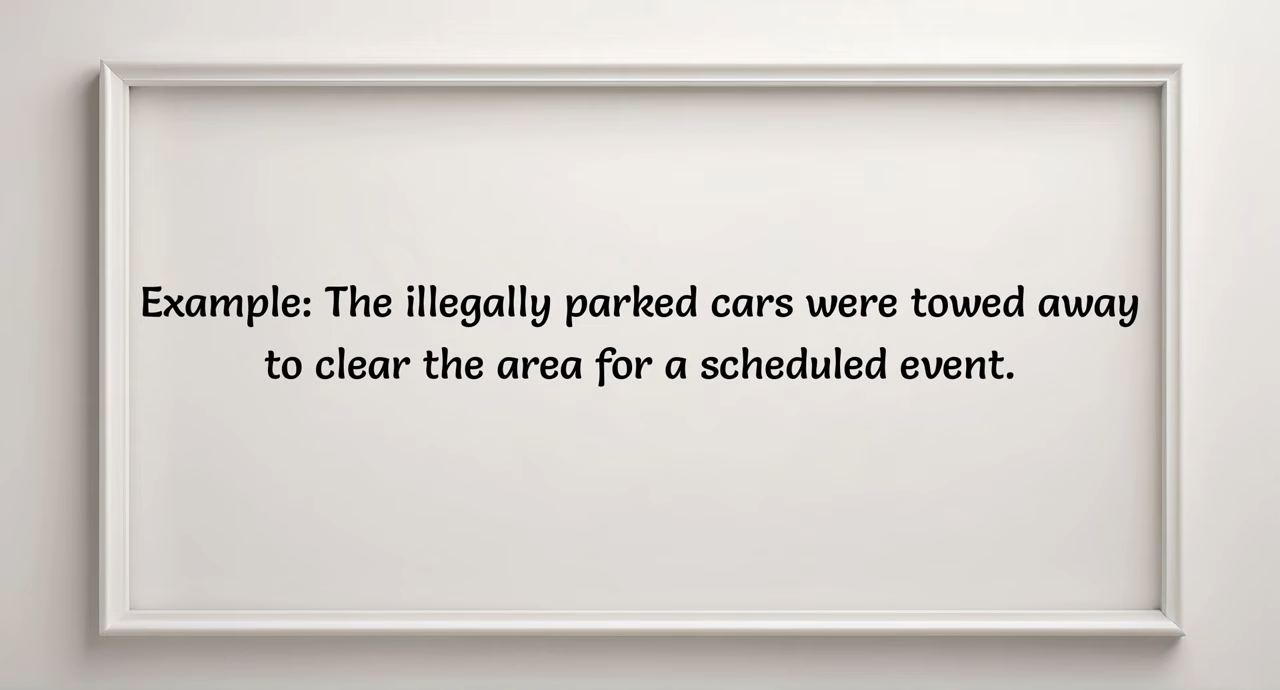 Example: The illegally parked cars were towed away
to clear the area for a scheduled event.